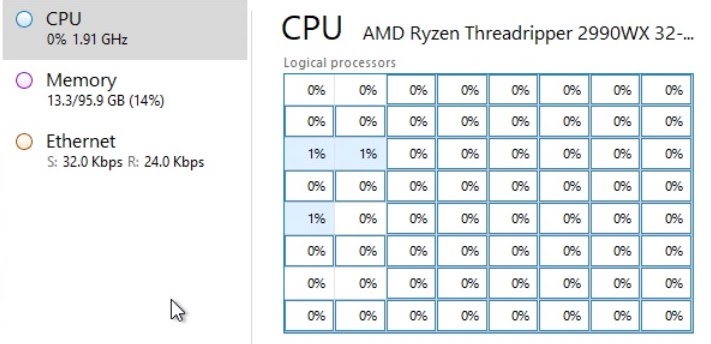 CPU
0% 1.91 GHz
Memory
13.3/95.9 GB (14%)
Ethernet
S: 32.0 Kbps R: 24.0 Kbps
CPU AMD Ryzen Threadripper 2990WX 32-...
Logical processors
0% 0% 0% 0% 0% 0% 0% 0%
0% 0% 0% 0% 0% 0% 0% 0%
1% 1% 0% 0% 0% 0% 0% 0%
0% 0% 0% 0% 0% 0% 0% 0%
1% 0% 0% 0% 0% 0% 0% 0%
0% 0% 0% 0% 0% 0% 0% 0%
0% 0% 0% 0% 0% 0% 0% 0%
0% 0% 0% 0% 0% 0% 0% 0%